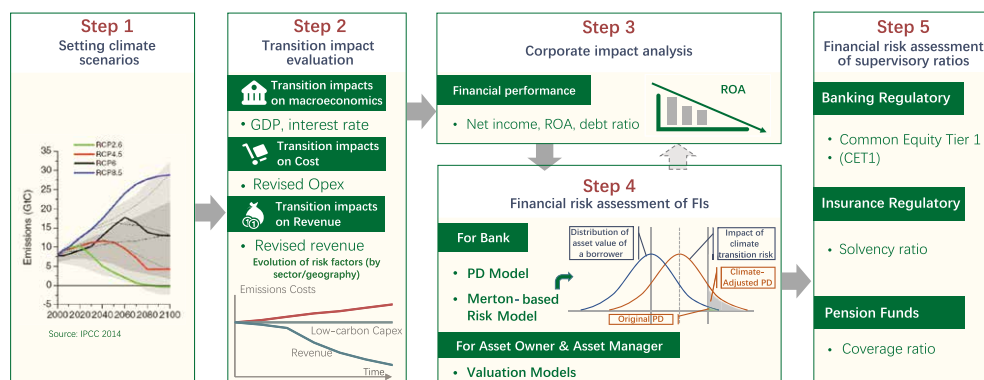 Step 1
Setting climate
scenarios
RCP2.6
RCP4.5
RCP6
RCP8.5
Emissions (GtC)
35
30
25
20
15
10
5
0
-5
2000 2020 2040 2060 2080 2100
Source: IPCC 2014
Step 2
Transition impact
evaluation
Transition impacts
on macroeconomics
• GDP, interest rate
Transition impacts
on Cost
• Revised Opex
Transition impacts
on Revenue
• Revised revenue
Evolution of risk factors (by
sector/geography)
Emissions Costs
Low-carbon Capex
Revenue
Time
Step 3
Corporate impact analysis
Financial performance
• Net income, ROA, debt ratio
ROA
Step 4
Financial risk assessment of FIs
For Bank
• PD Model
• Merton-based
Risk Model
Distribution of
asset value of
a borrower
Impact of
climate
transition risk
Climate-
Adjusted PD
Original PD
For Asset Owner & Asset Manager
• Valuation Models
Step 5
Financial risk assessment
of supervisory ratios
Banking Regulatory
• Common Equity Tier 1
• (CET1)
Insurance Regulatory
• Solvency ratio
Pension Funds
• Coverage ratio